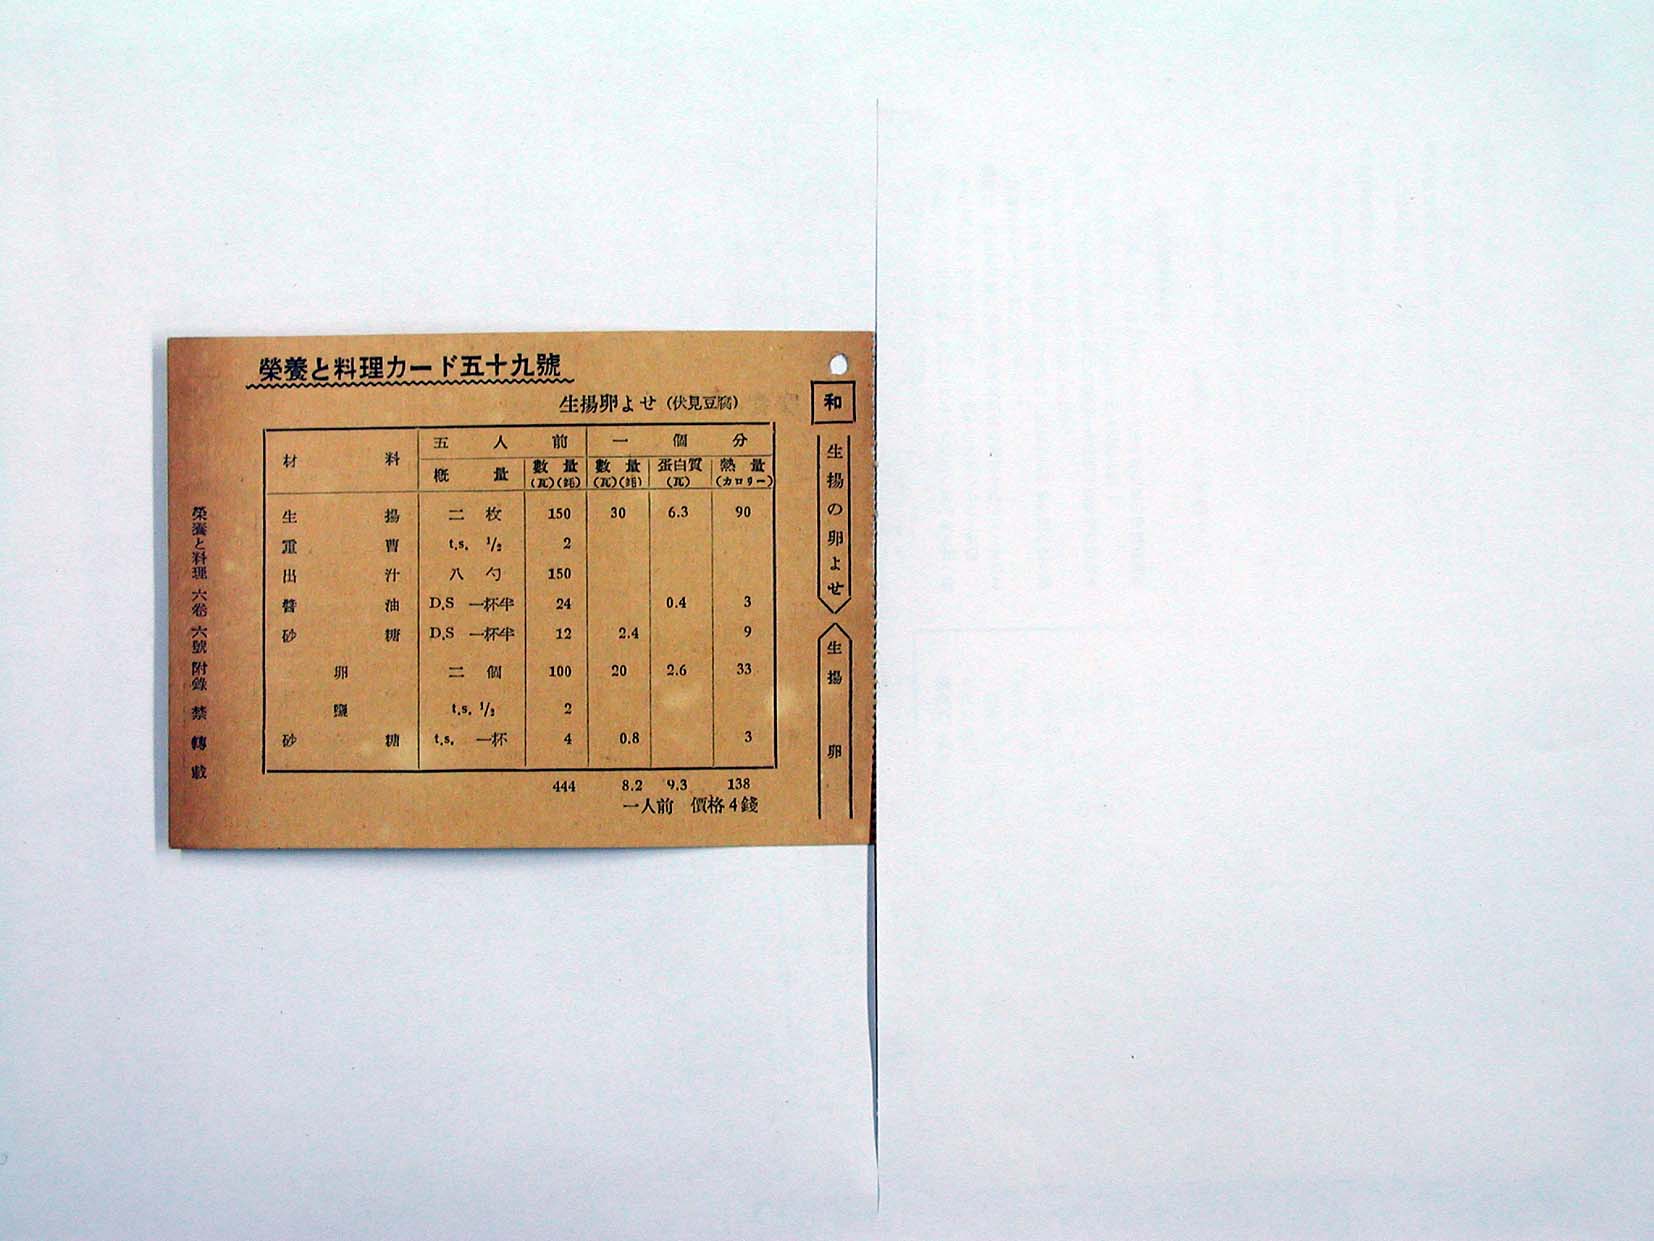 榮養と料理カード五十九號
生揚卵よせ（伏見豆腐）
材料 五人前 一個分
概量 數量(瓦)(竓) 數量(瓦)(竓) 蛋白質(瓦) 熱量(カロリー)
生揚 二枚 150 30 6.3 90
重曹 t.s. 1/2 2
出汁 八勺 150
醬油 D.S 一杯半 24 0.4 3
砂糖 D.S 一杯半 12 2.4 9
卵 二個 100 20 2.6 33
鹽 t.s. 1/2 2
砂糖 t.s. 一杯 4 0.8 3
444 8.2 9.3 138
一人前 價格4錢
和
生揚の卵よせ
生揚 卵
榮養と料理 六卷 六號 附錄 禁轉載